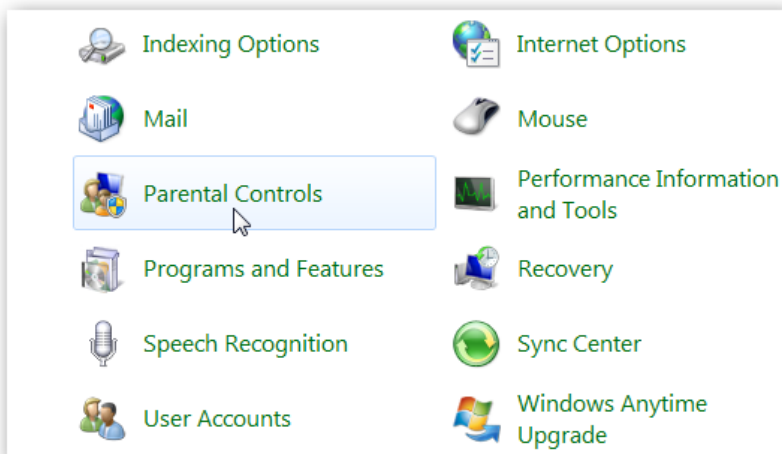 Indexing Options
Internet Options
Mail
Mouse
Parental Controls
Performance Information
and Tools
Programs and Features
Recovery
Speech Recognition
Sync Center
User Accounts
Windows Anytime
Upgrade